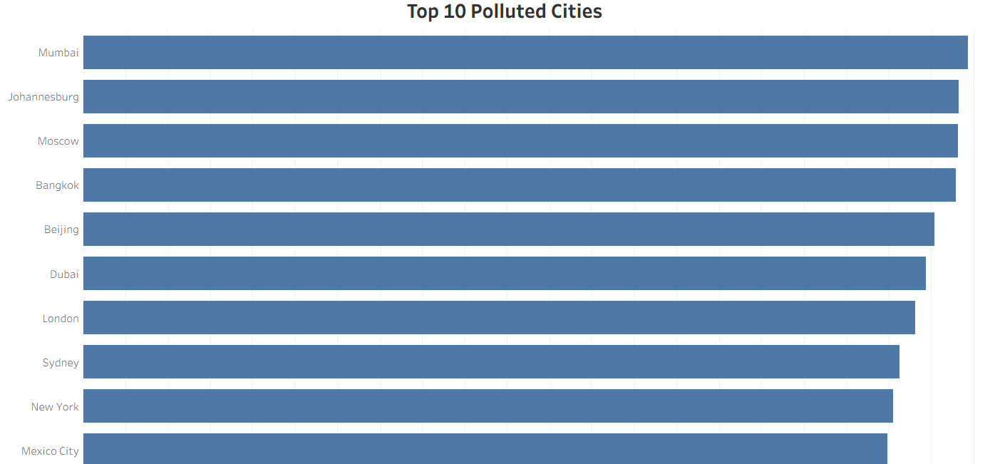 Top 10 Polluted Cities
Mumbai
Johannesburg
Moscow
Bangkok
Beijing
Dubai
London
Sydney
New York
Mexico City